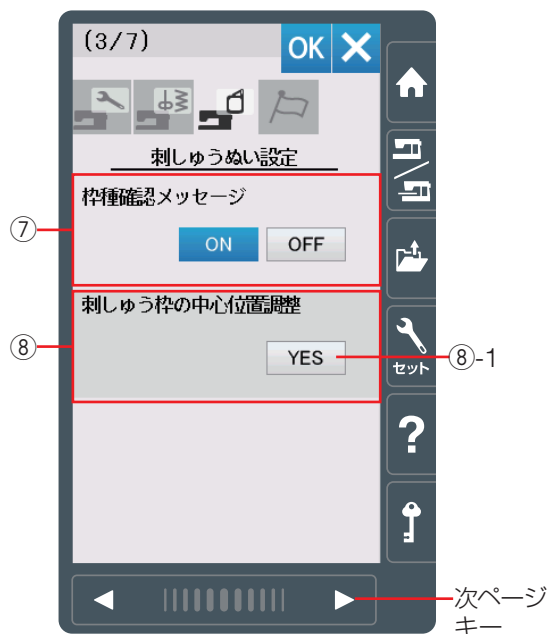 (3/7)
OK
刺しゅうぬい設定
枠種確認メッセージ
⑦
ON OFF
刺しゅう枠の中心位置調整
⑧
YES
⑧-1
セット
?
次ページ
キー